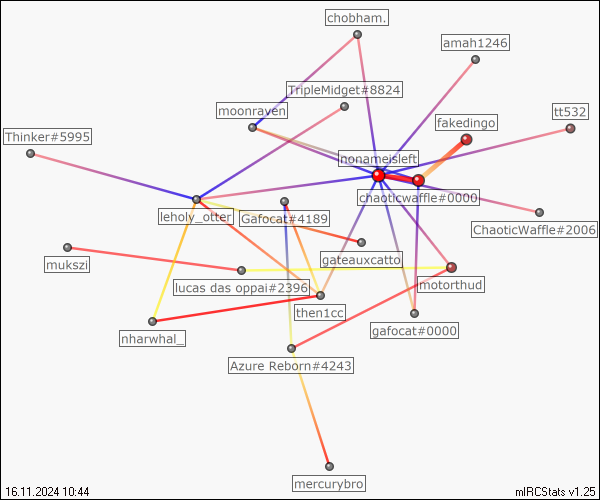 chobham.
amah1246
TripleMidget#8824
moonraven
tt532
fakedingo
Thinker#5995
nonameisleft
chaoticwaffle#0000
leholy_otter
Gafocat#4189
ChaoticWaffle#2006
gateauxcatto
mukszi
lucas das oppai#2396
motorthud
then1cc
nharwhal_
gafocat#0000
Azure Reborn#4243
mercurybro
16.11.2024 10:44
mIRCStats v1.25